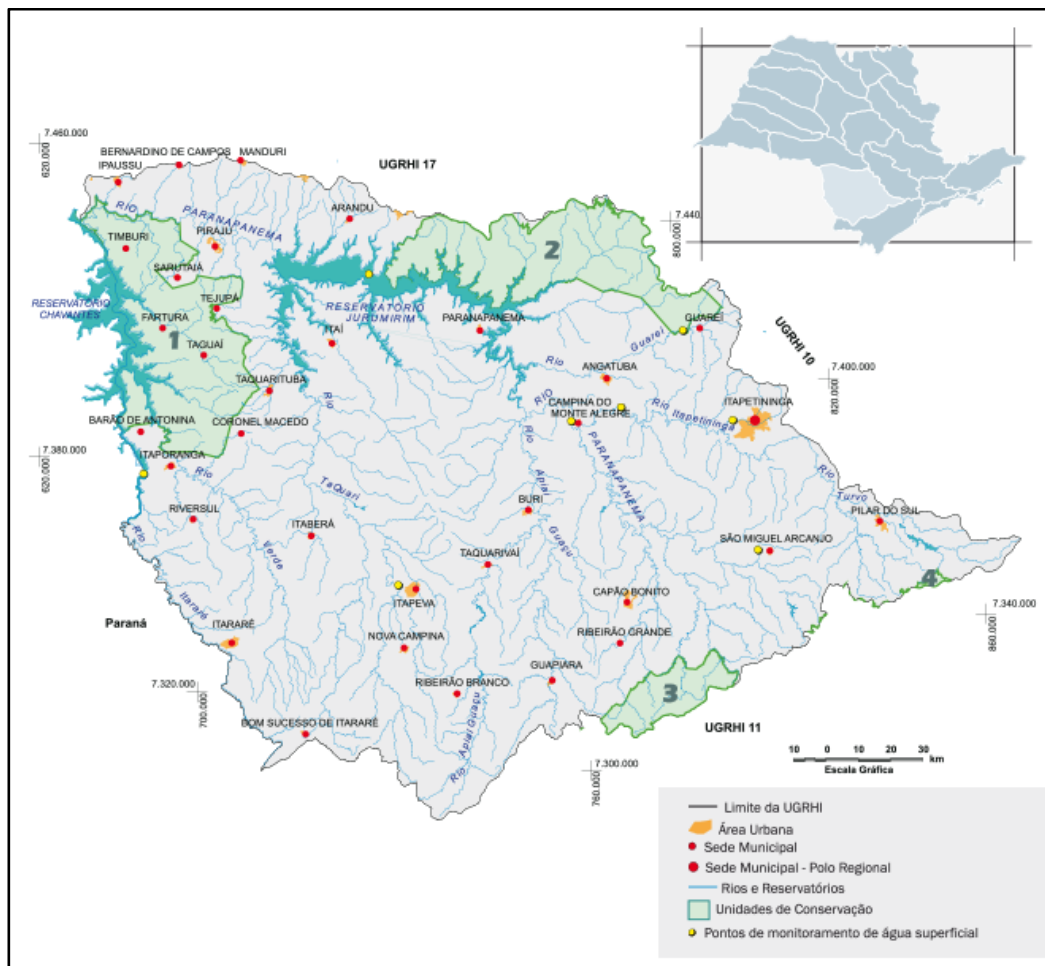 7.460.000
620.000
BERNARDINO DE CAMPOS
MANDURI
IPAUSSU
UGRHI 17
RIO
PARANAPANEMA
ARANDU
7.440
800.000
TIMBURI
PIRAJU
2
SARUTAIÁ
RESERVATÓRIO
CHAVANTES
TEJUPÁ
RESERVATÓRIO
JURUMIRIM
FARTURA
1
ITAÍ
PARANAPANEMA
Guareí
GUAREÍ
UGRHI 10
TAGUAÍ
Rio
ANGATUBA
7.400.000
820.000
TAQUARITUBA
Rio
RIO
CAMPINA DO
MONTE ALEGRE
Rio Itapetininga
ITAPETININGA
BARÃO DE ANTONINA
CORONEL MACEDO
Rio
PARANAPANEMA
7.380.000
620.000
ITAPORANGA
Rio
TaQuari
Apiaí
Guaçu
Rio
Turvo
RIVERSUL
BURI
PILAR DO SUL
Rio
Verde
ITABERÁ
SÃO MIGUEL ARCANJO
TAQUARIVAÍ
4
Itararé
ITAPEVA
CAPÃO BONITO
Paraná
ITARARÉ
NOVA CAMPINA
RIBEIRÃO GRANDE
7.340.000
860.000
GUAPIARA
3
7.320.000
700.000
RIBEIRÃO BRANCO
BOM SUCESSO DE ITARARÉ
Rio Apiaí Guaçu
UGRHI 11
10 0 10 20 30 km
Escala Gráfica
7.300.000
760.000
Limite da UGRHI
Área Urbana
Sede Municipal
Sede Municipal - Polo Regional
Rios e Reservatórios
Unidades de Conservação
Pontos de monitoramento de água superficial